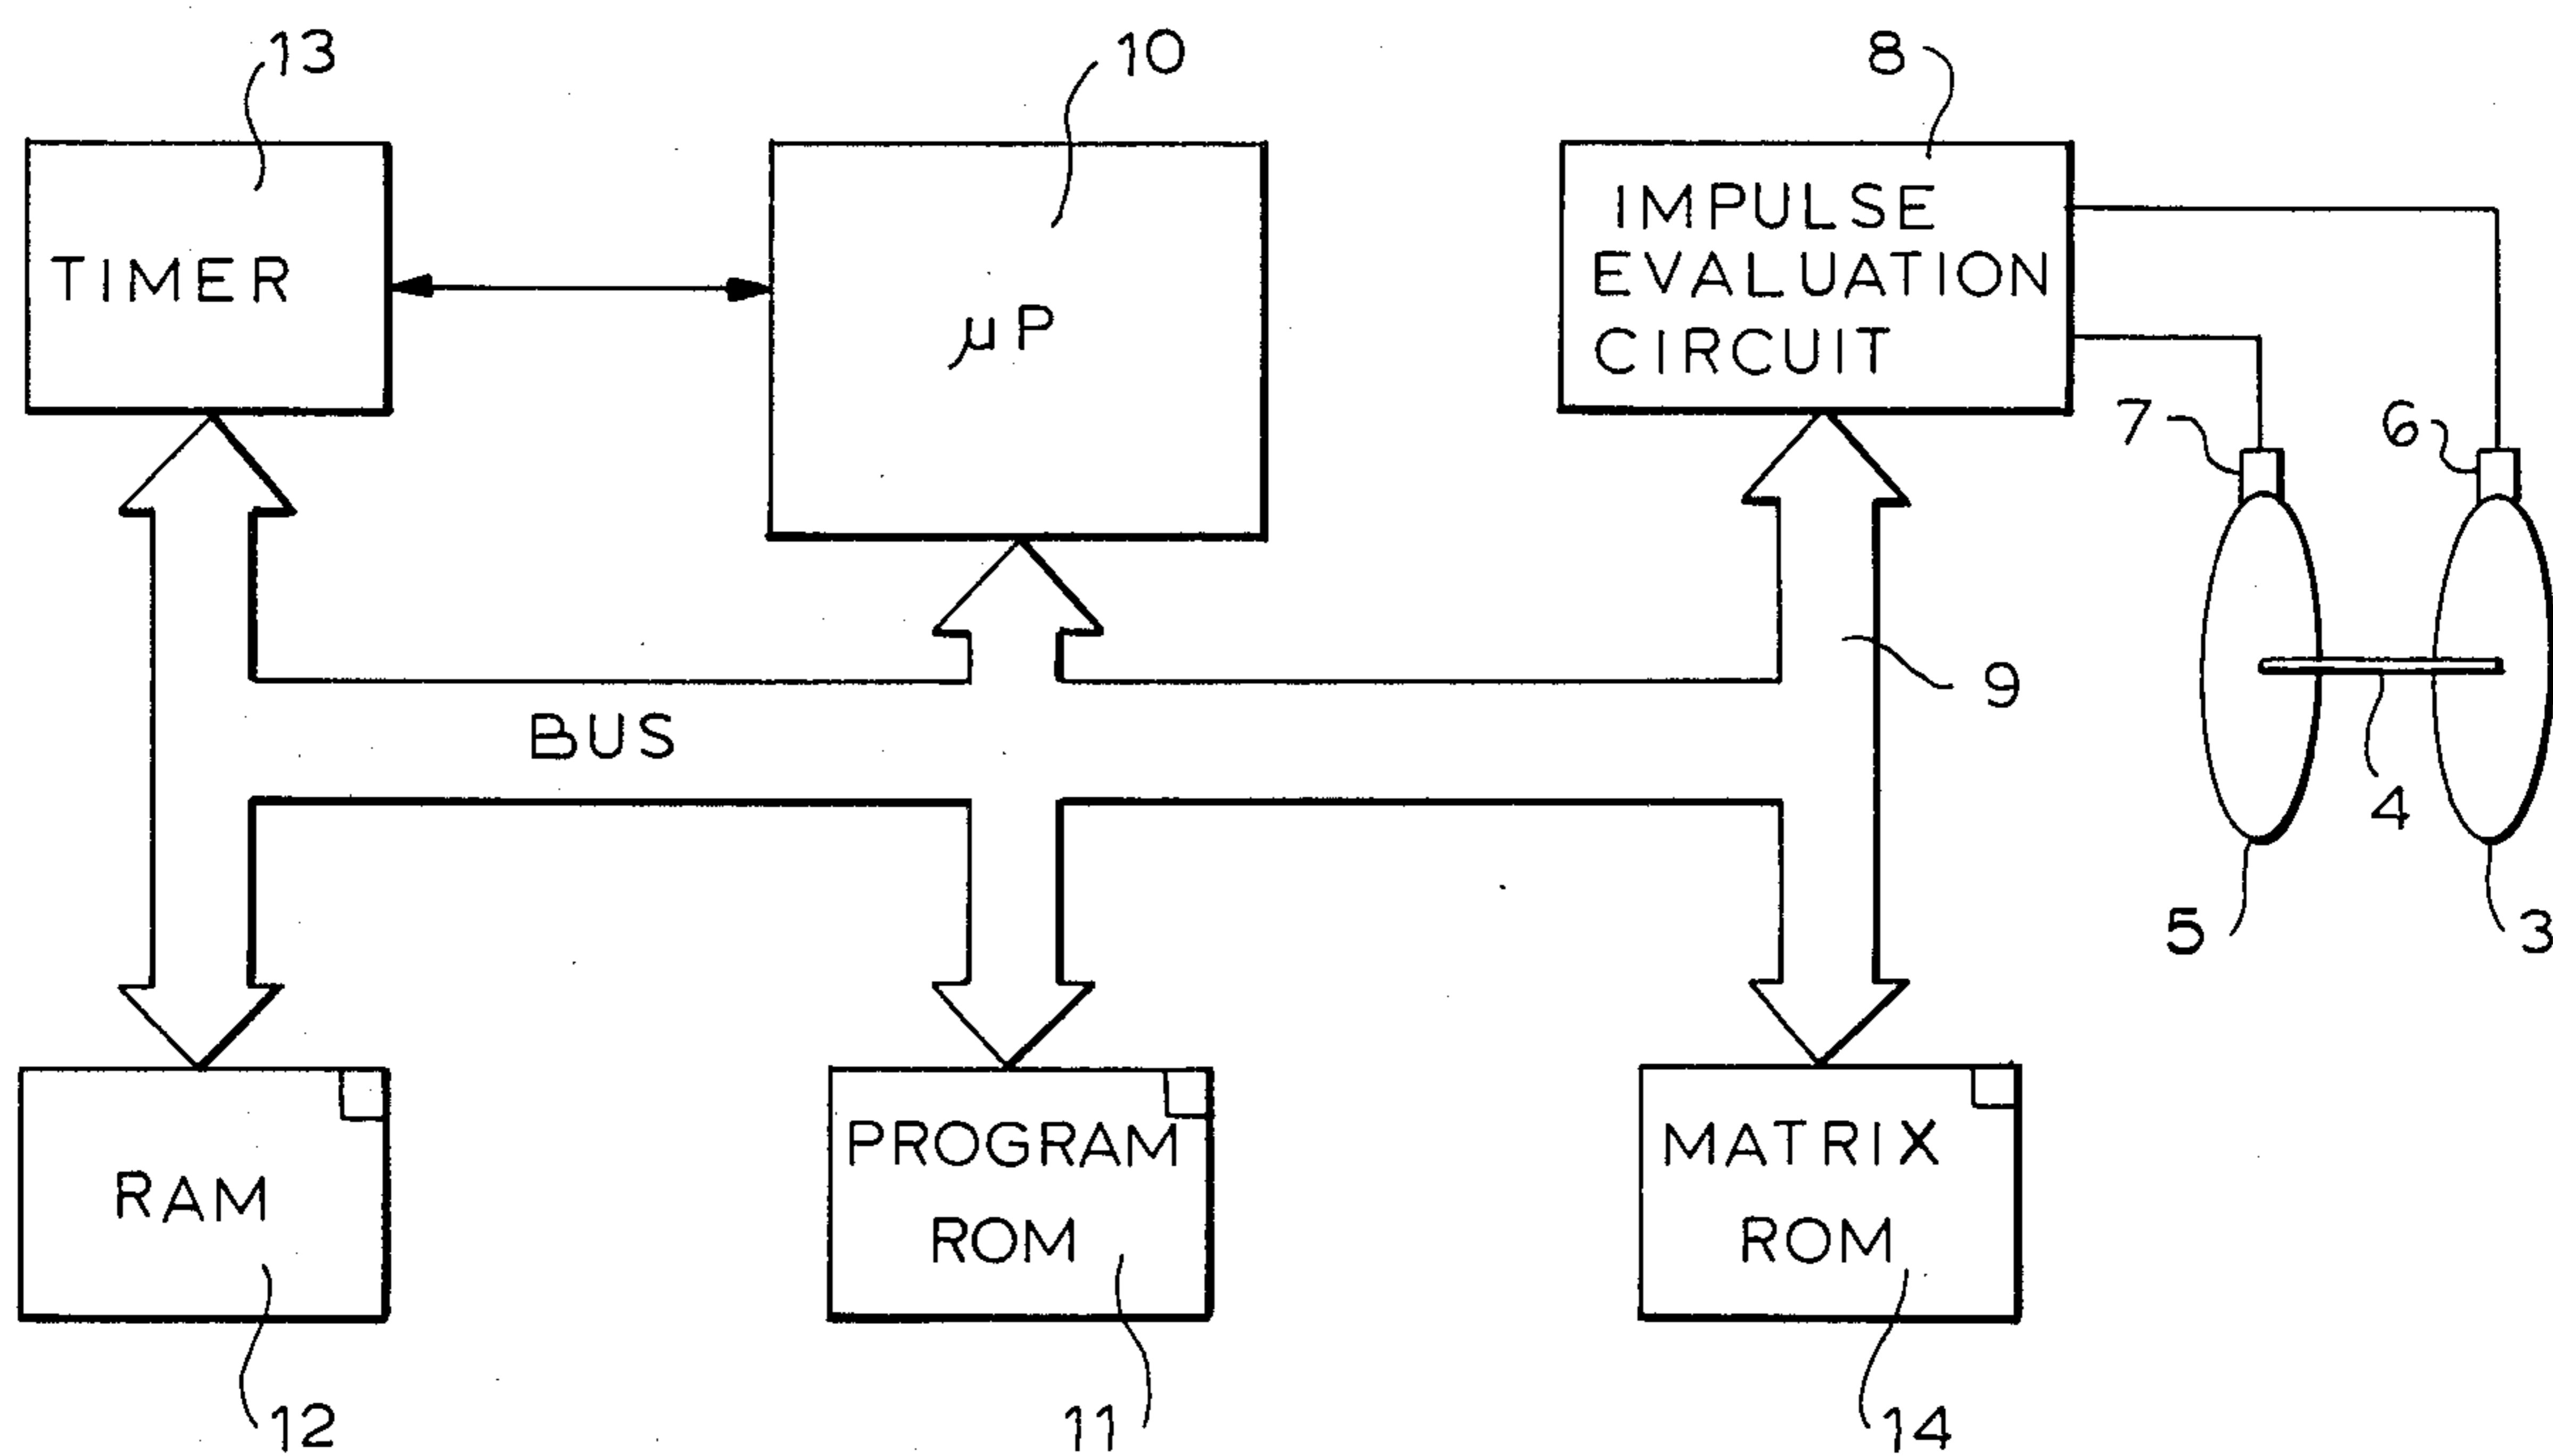 13
10
8
TIMER
µP
IMPULSE
EVALUATION
CIRCUIT
7
6
9
BUS
4
5
3
RAM
PROGRAM
ROM
MATRIX
ROM
12
11
14